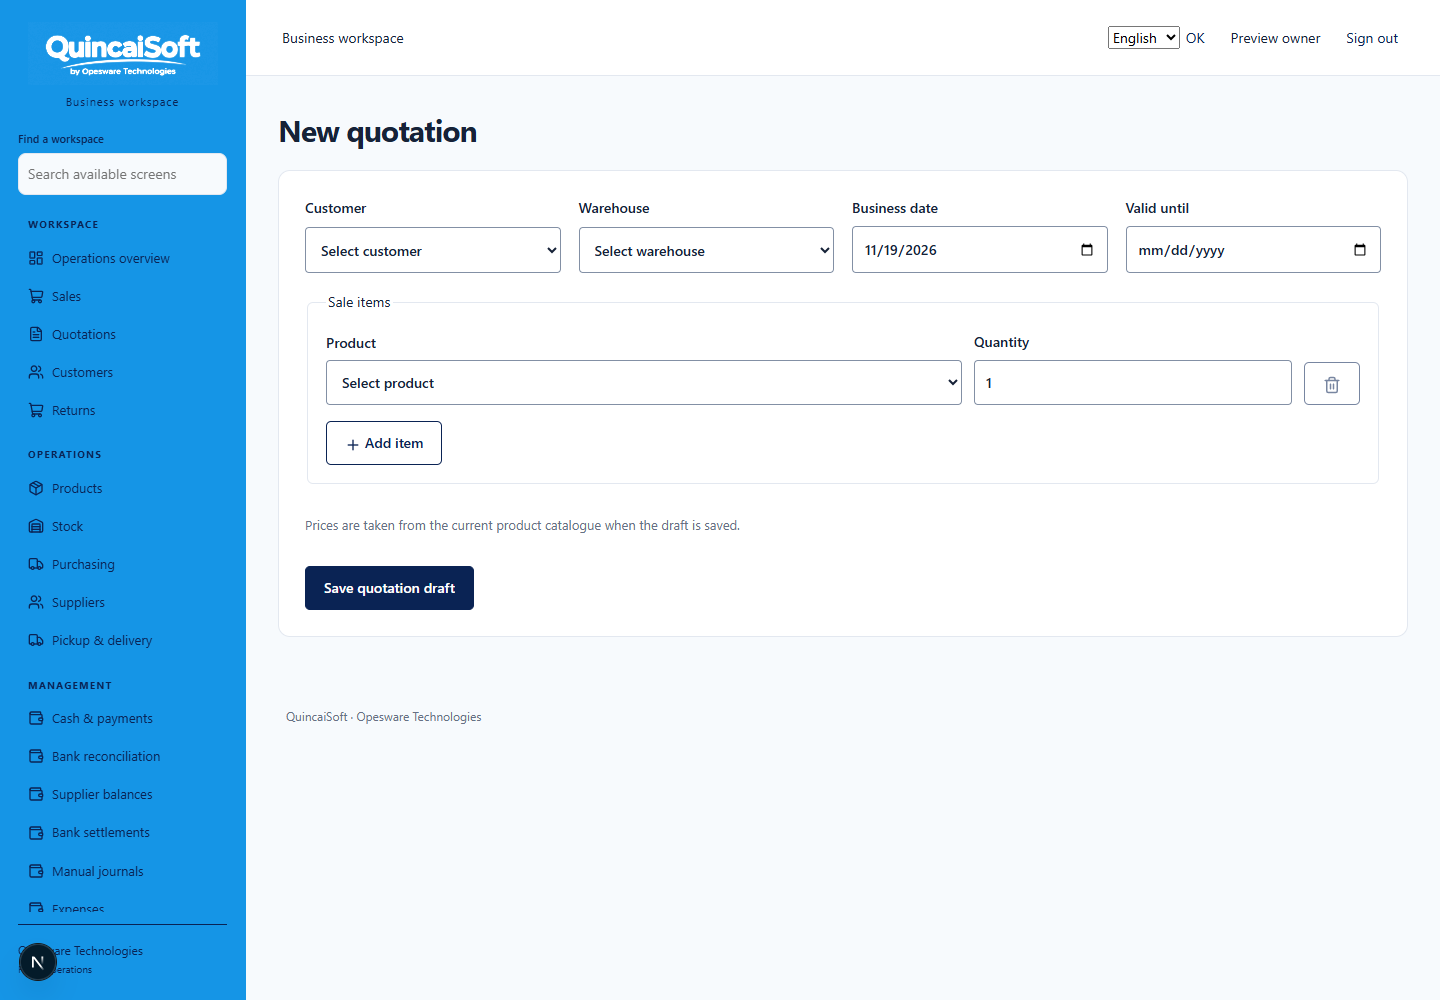 QuincaiSoft
by Opesware Technologies
Business workspace
Find a workspace
Search available screens
WORKSPACE
Operations overview
Sales
Quotations
Customers
Returns
OPERATIONS
Products
Stock
Purchasing
Suppliers
Pickup & delivery
MANAGEMENT
Cash & payments
Bank reconciliation
Supplier balances
Bank settlements
Manual journals
Expenses
Technologies
N
Business workspace
English OK Preview owner Sign out
New quotation
Customer Warehouse Business date Valid until
Select customer Select warehouse 11/19/2026 mm/dd/yyyy
Sale items
Product Quantity
Select product 1
+ Add item
Prices are taken from the current product catalogue when the draft is saved.
Save quotation draft
QuincaiSoft · Opesware Technologies